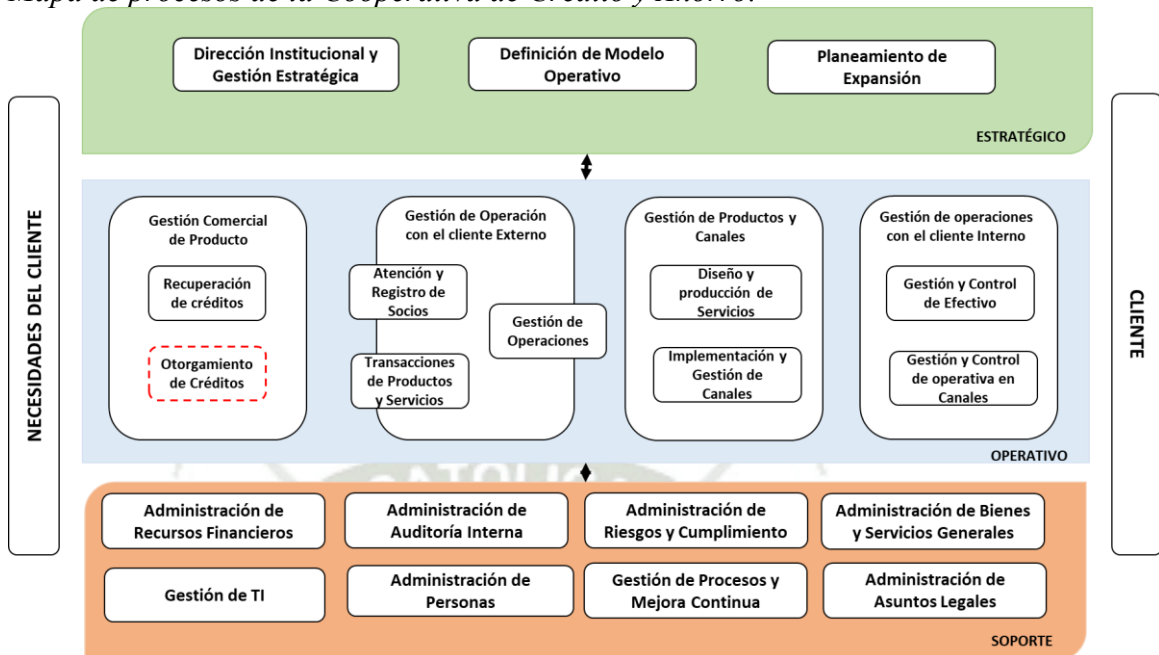 Mapa de procesos de la Cooperativa de Crédito y Ahorro.
Dirección Institucional y
Gestión Estratégica
Definición de Modelo
Operativo
Planeamiento de
Expansión
ESTRATÉGICO
NECESIDADES DEL CLIENTE
Gestión Comercial
de Producto
Recuperación
de créditos
Otorgamiento
de Créditos
Gestión de Operación
con el cliente Externo
Atención y
Registro de
Socios
Gestión de
Operaciones
Transacciones
de Productos
y Servicios
Gestión de Productos y
Canales
Diseño y
producción de
Servicios
Implementación y
Gestión de
Canales
Gestión de operaciones
con el cliente Interno
Gestión y Control
de Efectivo
Gestión y Control
de operativa en
Canales
CLIENTE
OPERATIVO
CATOLICA
Administración de
Recursos Financieros
Administración de
Auditoría Interna
Administración de
Riesgos y Cumplimiento
Administración de Bienes
y Servicios Generales
Gestión de TI
Administración de
Personas
Gestión de Procesos y
Mejora Continua
Administración de
Asuntos Legales
SOPORTE